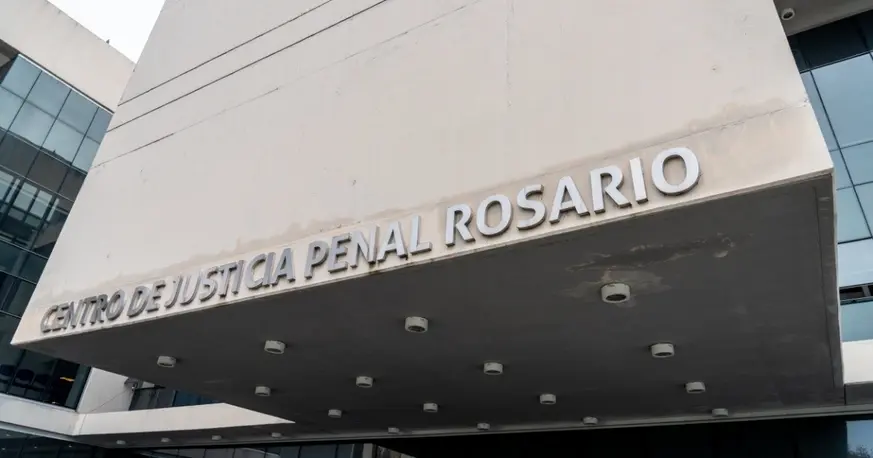 CENTRO DE JUSTICIA PENAL ROSARIO